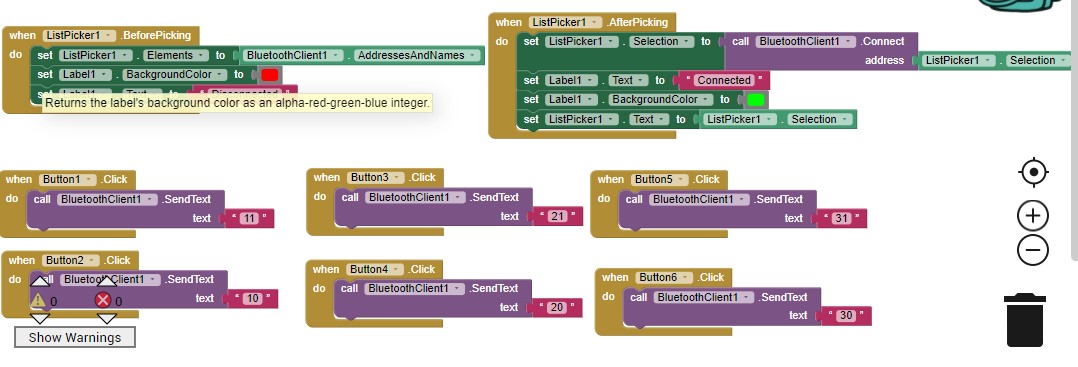 when ListPicker1 .BeforePicking
do set ListPicker1 . Elements to BluetoothClient1 . AddressesAndNames
set Label1 . BackgroundColor to
Returns the label's background color as an alpha-red-green-blue integer.
when ListPicker1 .AfterPicking
do set ListPicker1 . Selection to call BluetoothClient1 .Connect
address ListPicker1 . Selection
set Label1 . Text to " Connected "
set Label1 . BackgroundColor to
set ListPicker1 . Text to ListPicker1 . Selection
when Button1 .Click
do call BluetoothClient1 .SendText
text " 11 "
when Button3 .Click
do call BluetoothClient1 .SendText
text " 21 "
when Button5 .Click
do call BluetoothClient1 .SendText
text " 31 "
when Button2 .Click
do call BluetoothClient1 .SendText
text " 10 "
when Button4 .Click
do call BluetoothClient1 .SendText
text " 20 "
when Button6 .Click
do call BluetoothClient1 .SendText
text " 30 "
0 0
Show Warnings